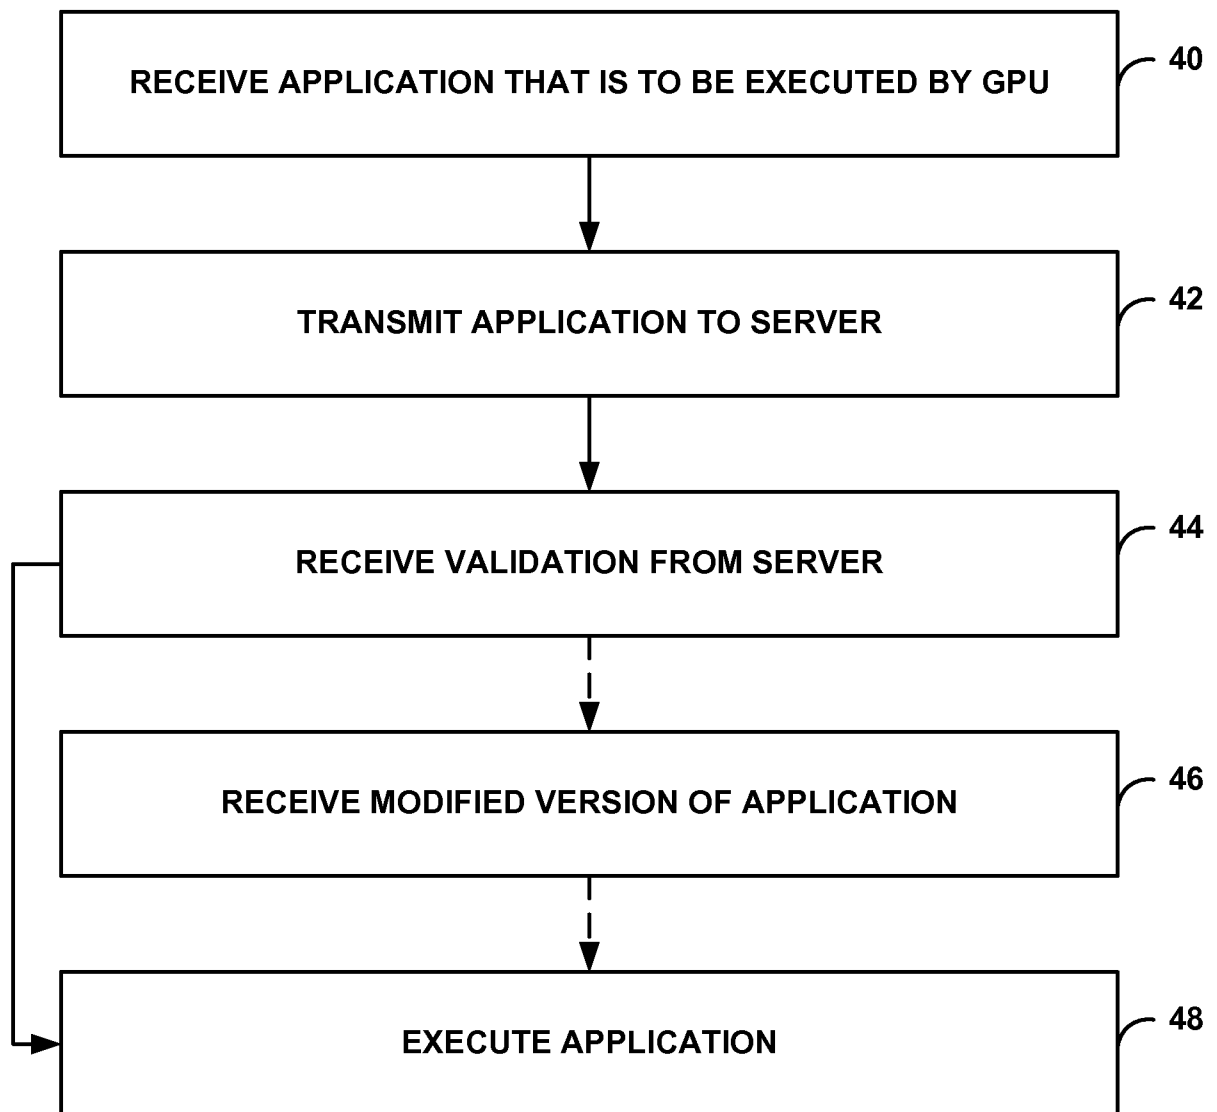 RECEIVE APPLICATION THAT IS TO BE EXECUTED BY GPU
40
TRANSMIT APPLICATION TO SERVER
42
RECEIVE VALIDATION FROM SERVER
44
RECEIVE MODIFIED VERSION OF APPLICATION
46
EXECUTE APPLICATION
48